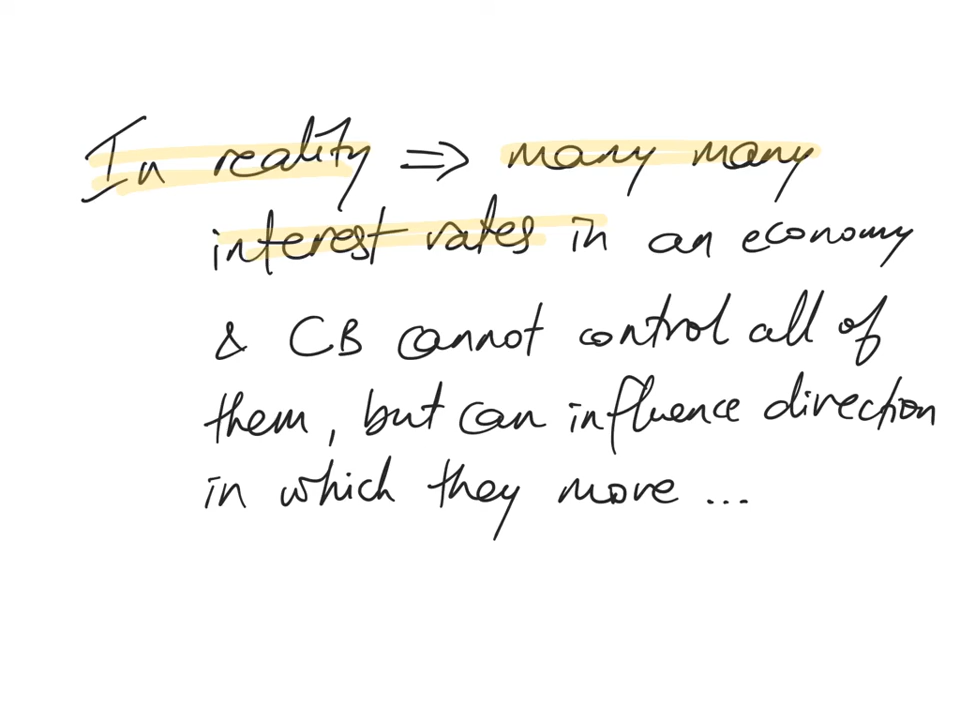 In reality => many many
interest rates in an economy
& CB cannot control all of
them, but can influence direction
in which they move ...